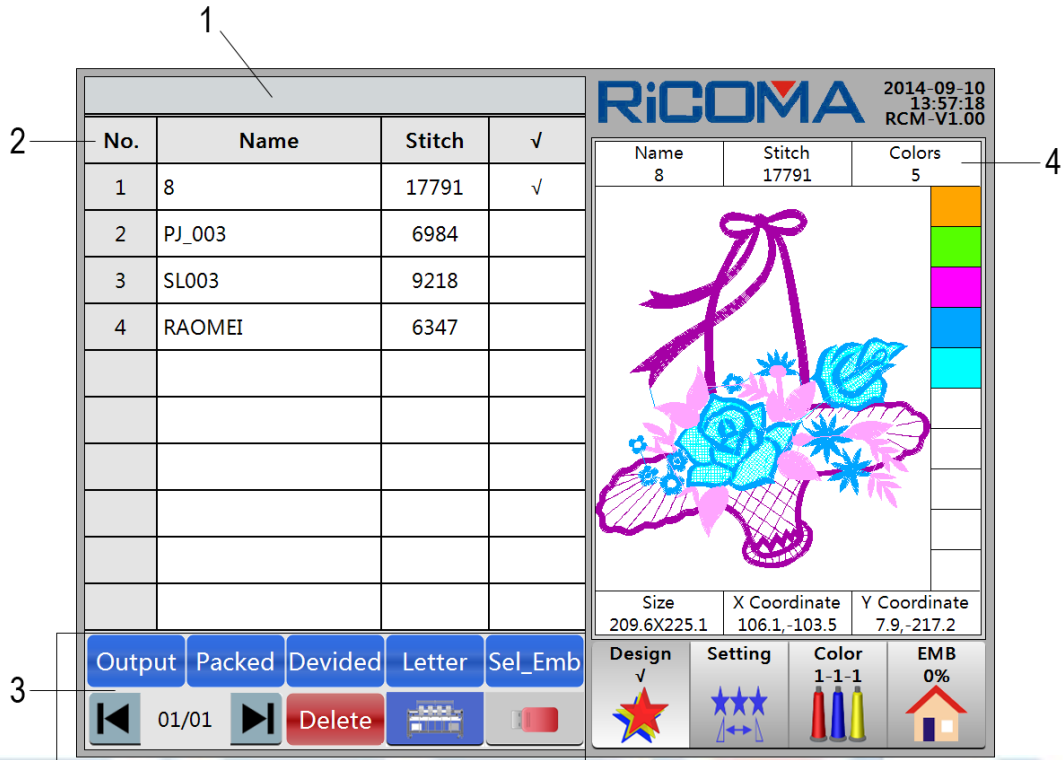 1
RiCOMA
2014-09-10
13:57:18
RCM-V1.00
2
No. Name Stitch √
1 8 17791 √
2 PJ_003 6984
3 SL003 9218
4 RAOMEI 6347
Name Stitch Colors
8 17791 5
4
Size X Coordinate Y Coordinate
209.6X225.1 106.1,-103.5 7.9,-217.2
3
Output Packed Devided Letter Sel_Emb
01/01 Delete
Design Setting Color EMB
√ 1-1-1 0%